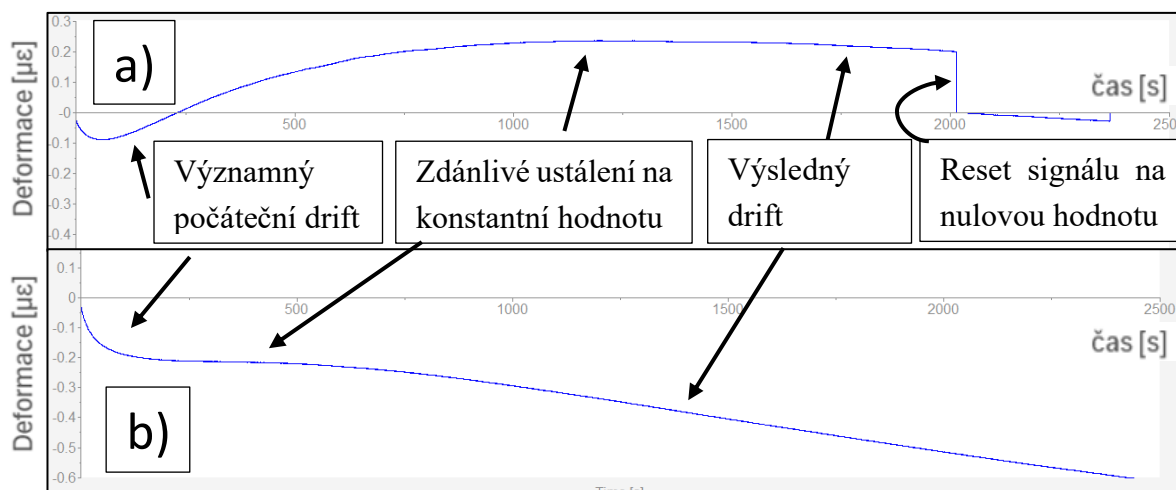 0.3
0.2
0.1
-0
-0.1
-0.2
-0.3
-0.4
Deformace [µε]
a)
500
1000
1500
2000
2500
čas [s]
Významný
počáteční drift
Zdánlivé ustálení na
konstantní hodnotu
Výsledný
drift
Reset signálu na
nulovou hodnotu
0.1
0
-0.1
-0.2
-0.3
-0.4
-0.5
-0.6
Deformace [µε]
b)
500
1000
1500
2000
2500
čas [s]
Time [s]